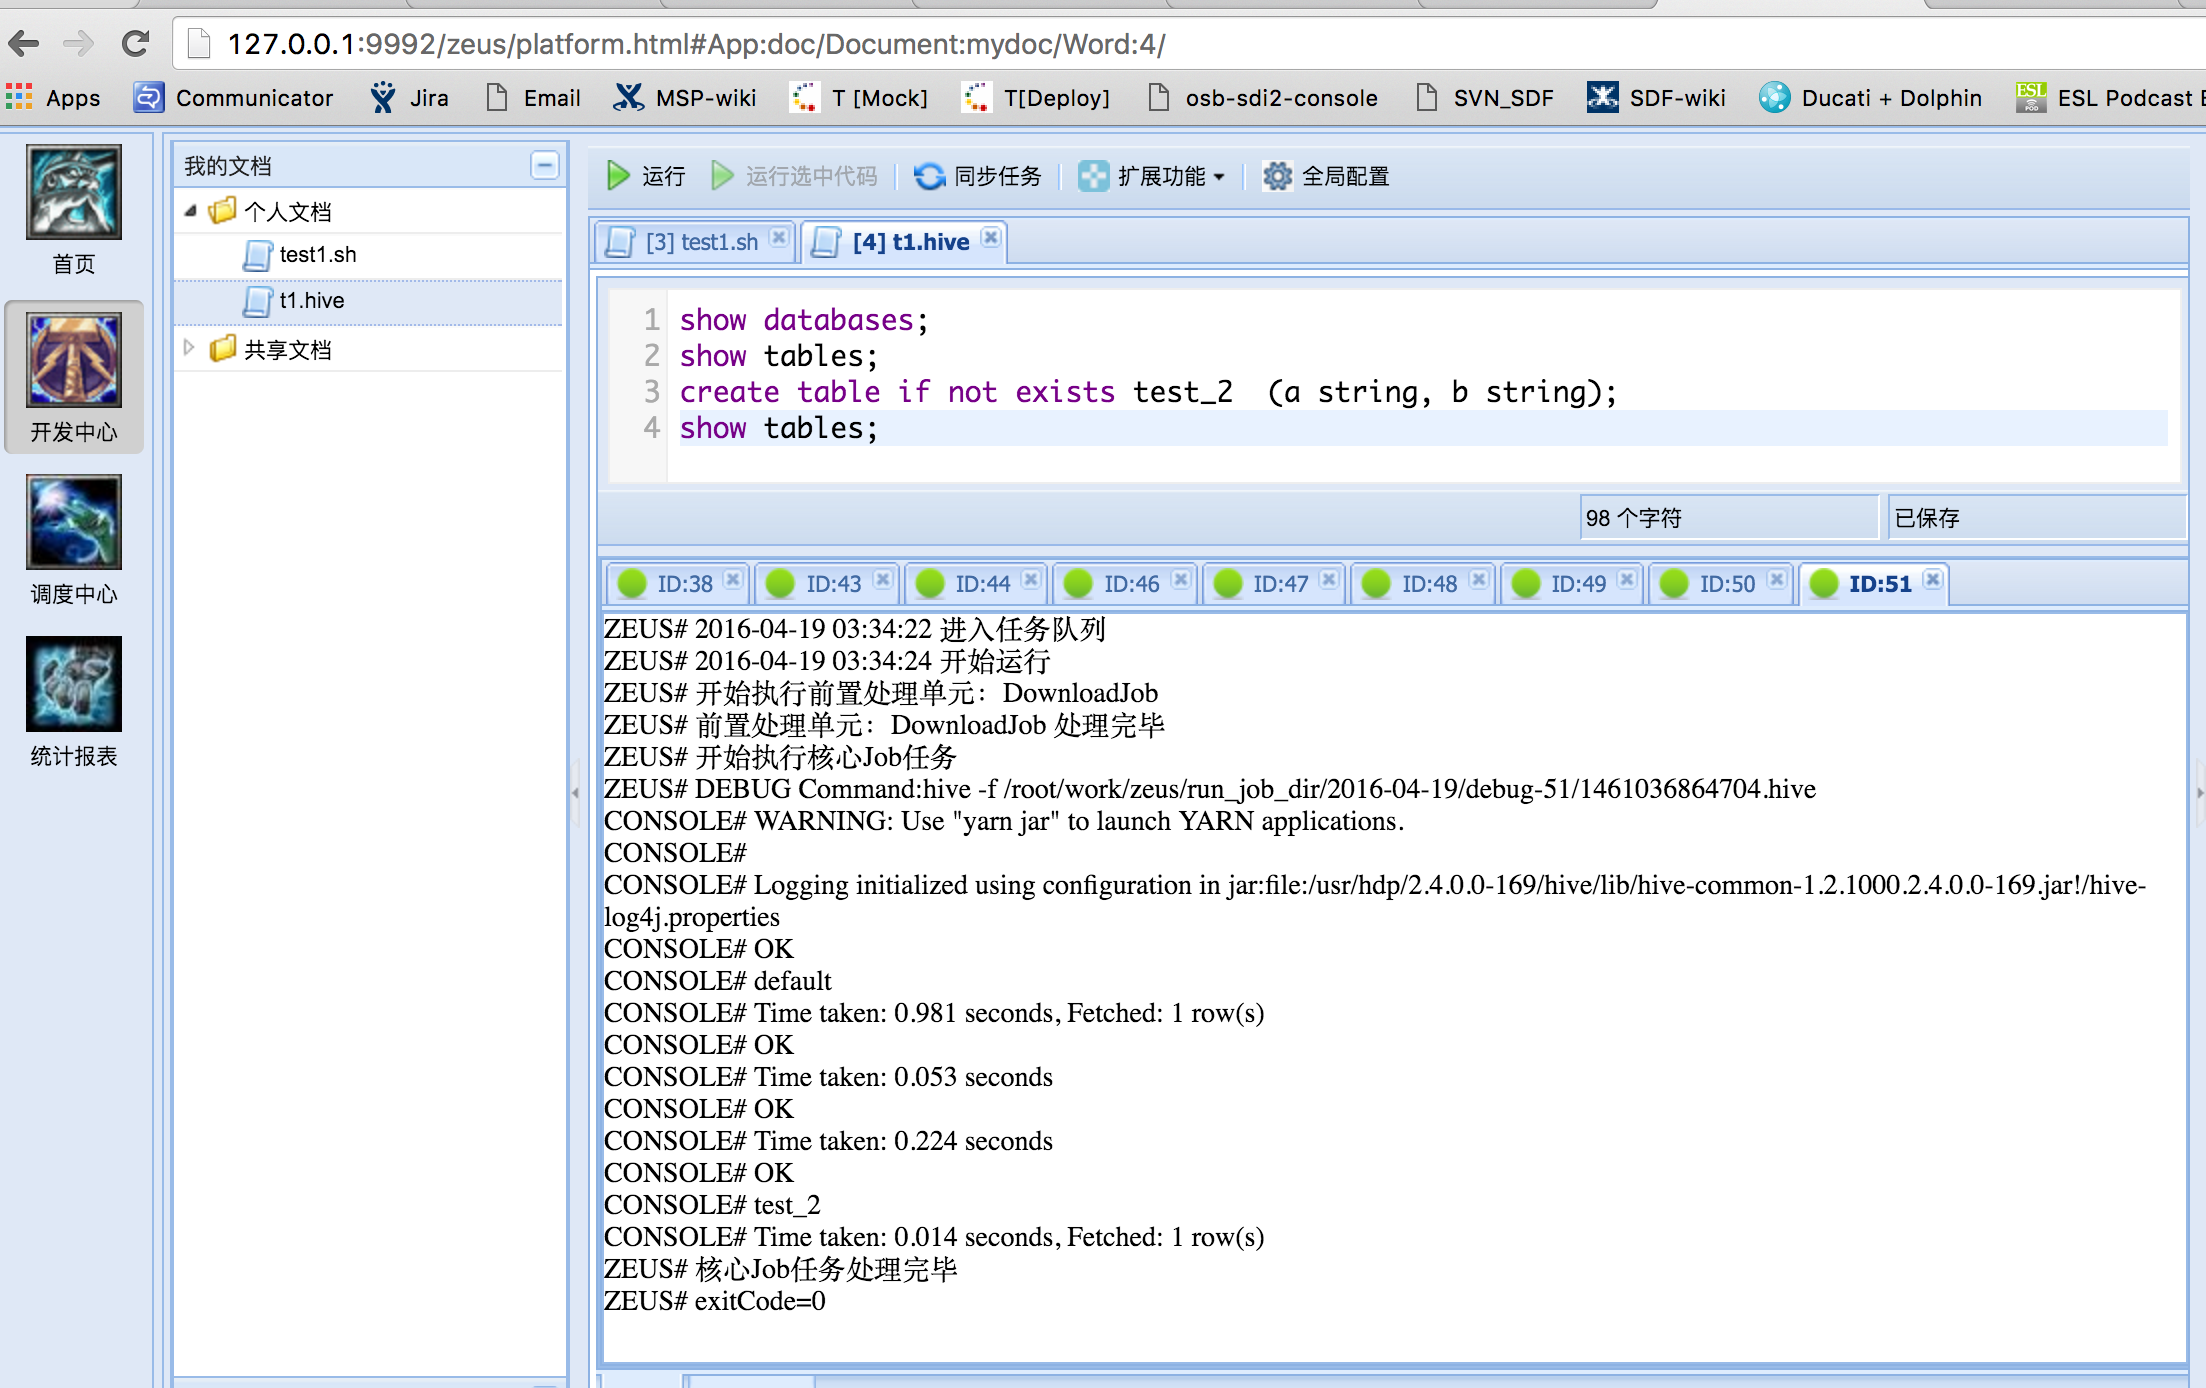 127.0.0.1:9992/zeus/platform.html#App:doc/Document:mydoc/Word:4/
Apps Communicator Jira Email MSP-wiki T [Mock] T[Deploy] osb-sdi2-console SVN_SDF SDF-wiki Ducati + Dolphin ESL Podcast
首页
开发中心
调度中心
统计报表
我的文档
个人文档
test1.sh
t1.hive
共享文档
运行 运行选中代码 同步任务 扩展功能 全局配置
[3] test1.sh [4] t1.hive
1 show databases;
2 show tables;
3 create table if not exists test_2  (a string, b string);
4 show tables;
98 个字符 已保存
ID:38 ID:43 ID:44 ID:46 ID:47 ID:48 ID:49 ID:50 ID:51
ZEUS# 2016-04-19 03:34:22 进入任务队列
ZEUS# 2016-04-19 03:34:24 开始运行
ZEUS# 开始执行前置处理单元：DownloadJob
ZEUS# 前置处理单元：DownloadJob 处理完毕
ZEUS# 开始执行核心Job任务
ZEUS# DEBUG Command:hive -f /root/work/zeus/run_job_dir/2016-04-19/debug-51/1461036864704.hive
CONSOLE# WARNING: Use "yarn jar" to launch YARN applications.
CONSOLE#
CONSOLE# Logging initialized using configuration in jar:file:/usr/hdp/2.4.0.0-169/hive/lib/hive-common-1.2.1000.2.4.0.0-169.jar!/hive-
log4j.properties
CONSOLE# OK
CONSOLE# default
CONSOLE# Time taken: 0.981 seconds, Fetched: 1 row(s)
CONSOLE# OK
CONSOLE# Time taken: 0.053 seconds
CONSOLE# OK
CONSOLE# Time taken: 0.224 seconds
CONSOLE# OK
CONSOLE# test_2
CONSOLE# Time taken: 0.014 seconds, Fetched: 1 row(s)
ZEUS# 核心Job任务处理完毕
ZEUS# exitCode=0